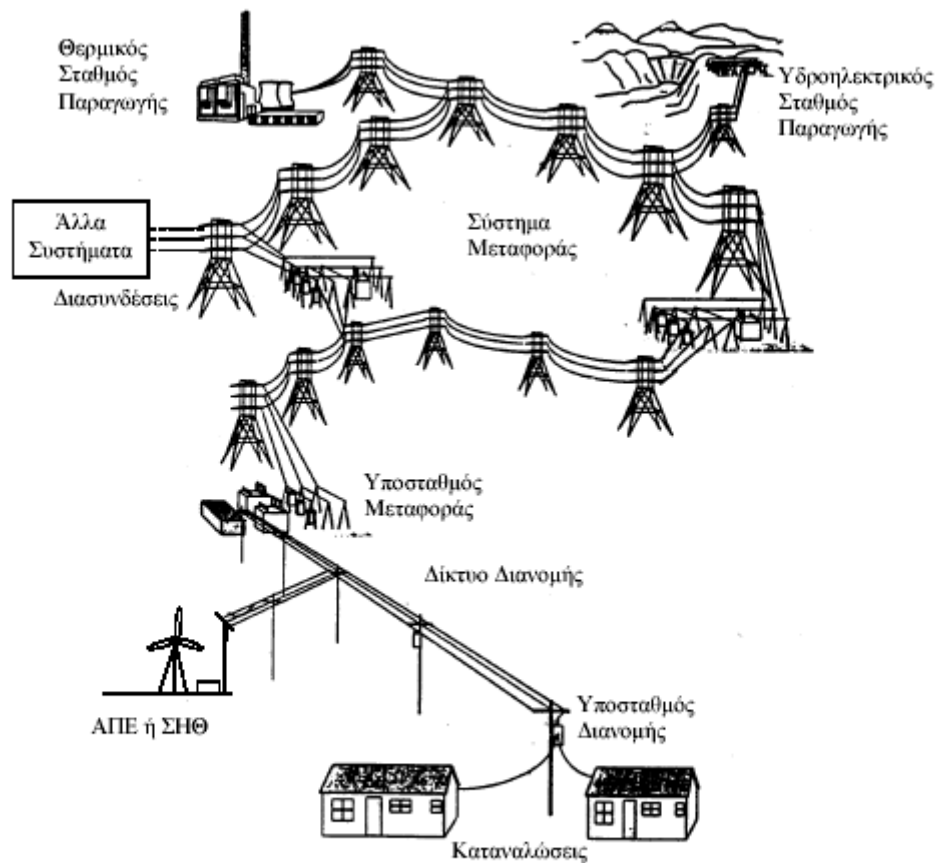 Θερμικός
Σταθμός
Παραγωγής
Υδροηλεκτρικός
Σταθμός
Παραγωγής
Άλλα
Συστήματα
Σύστημα
Μεταφοράς
Διασυνδέσεις
Υποσταθμός
Μεταφοράς
Δίκτυο Διανομής
ΑΠΕ ή ΣΗΘ
Υποσταθμός
Διανομής
Καταναλώσεις